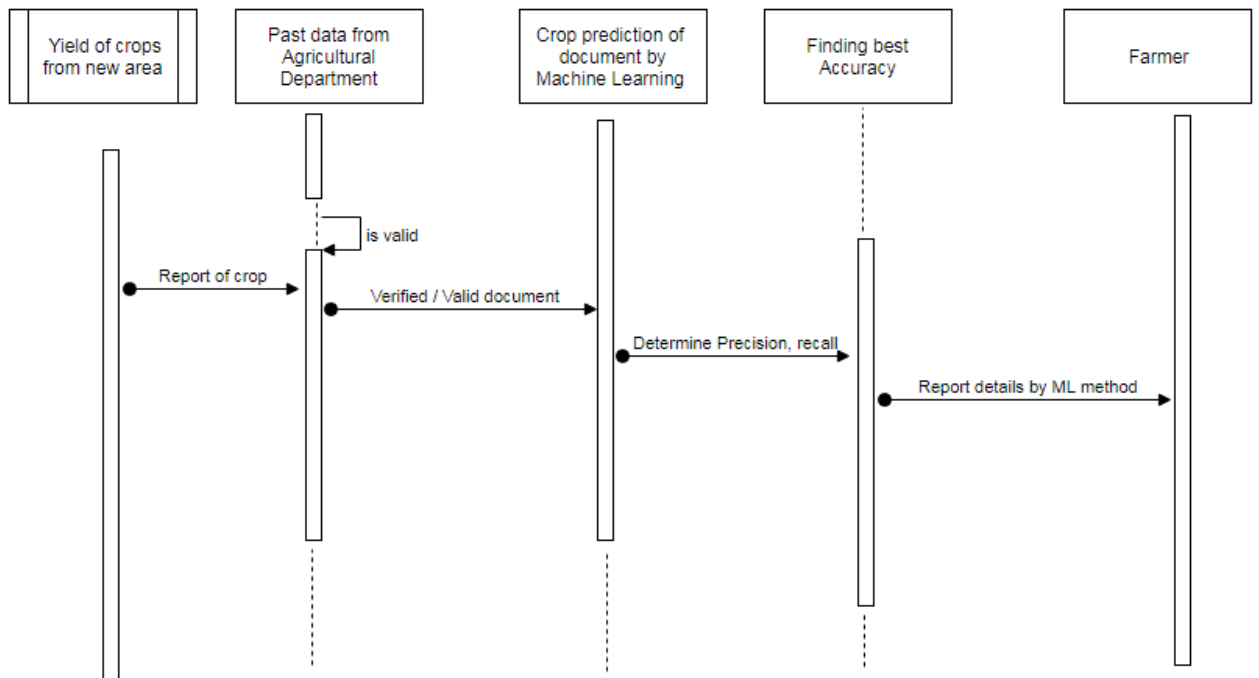 Yield of crops
from new area
Past data from
Agricultural
Department
Crop prediction of
document by
Machine Learning
Finding best
Accuracy
Farmer
is valid
Report of crop
Verified / Valid document
Determine Precision, recall
Report details by ML method